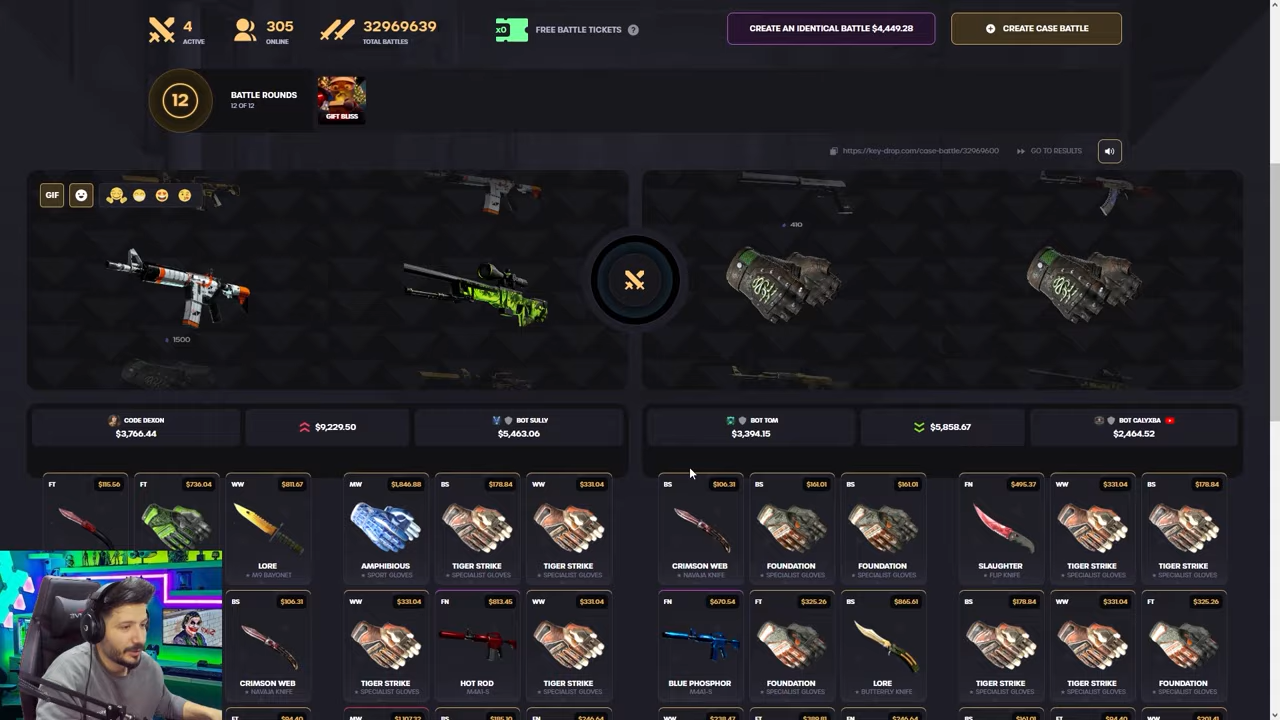 4
ACTIVE
305
ONLINE
32969639
TOTAL BATTLES
x0
FREE BATTLE TICKETS ?
CREATE AN IDENTICAL BATTLE $4,449.28
CREATE CASE BATTLE
12
BATTLE ROUNDS
12 OF 12
GIFT BLISS
https://key-drop.com/case-battle/32969600
GO TO RESULTS
GIF
410
1500
CODE DEXON
$3,766.44
$9,229.50
BOT SULLY
$5,463.06
BOT TOM
$3,394.15
$5,858.67
BOT CALYXBA
$2,464.52
FT $115.56
FT $736.04
WW $811.67
MW $1,846.88
BS $178.84
WW $331.04
BS $106.31
BS $161.01
BS $161.01
FN $495.37
WW $331.04
BS $178.84
LORE
★ M9 BAYONET
AMPHIBIOUS
★ SPORT GLOVES
TIGER STRIKE
★ SPECIALIST GLOVES
TIGER STRIKE
★ SPECIALIST GLOVES
CRIMSON WEB
★ NAVAJA KNIFE
FOUNDATION
★ SPECIALIST GLOVES
FOUNDATION
★ SPECIALIST GLOVES
SLAUGHTER
★ FLIP KNIFE
TIGER STRIKE
★ SPECIALIST GLOVES
TIGER STRIKE
★ SPECIALIST GLOVES
BS $106.31
MW $331.04
FN $813.45
WW $331.04
FN $670.54
FT $325.26
BS $865.61
BS $178.84
WW $331.04
FT $325.26
CRIMSON WEB
★ NAVAJA KNIFE
TIGER STRIKE
★ SPECIALIST GLOVES
HOT ROD
M4A1-S
TIGER STRIKE
★ SPECIALIST GLOVES
BLUE PHOSPHOR
M4A1-S
FOUNDATION
★ SPECIALIST GLOVES
LORE
★ BUTTERFLY KNIFE
TIGER STRIKE
★ SPECIALIST GLOVES
TIGER STRIKE
★ SPECIALIST GLOVES
FOUNDATION
★ SPECIALIST GLOVES